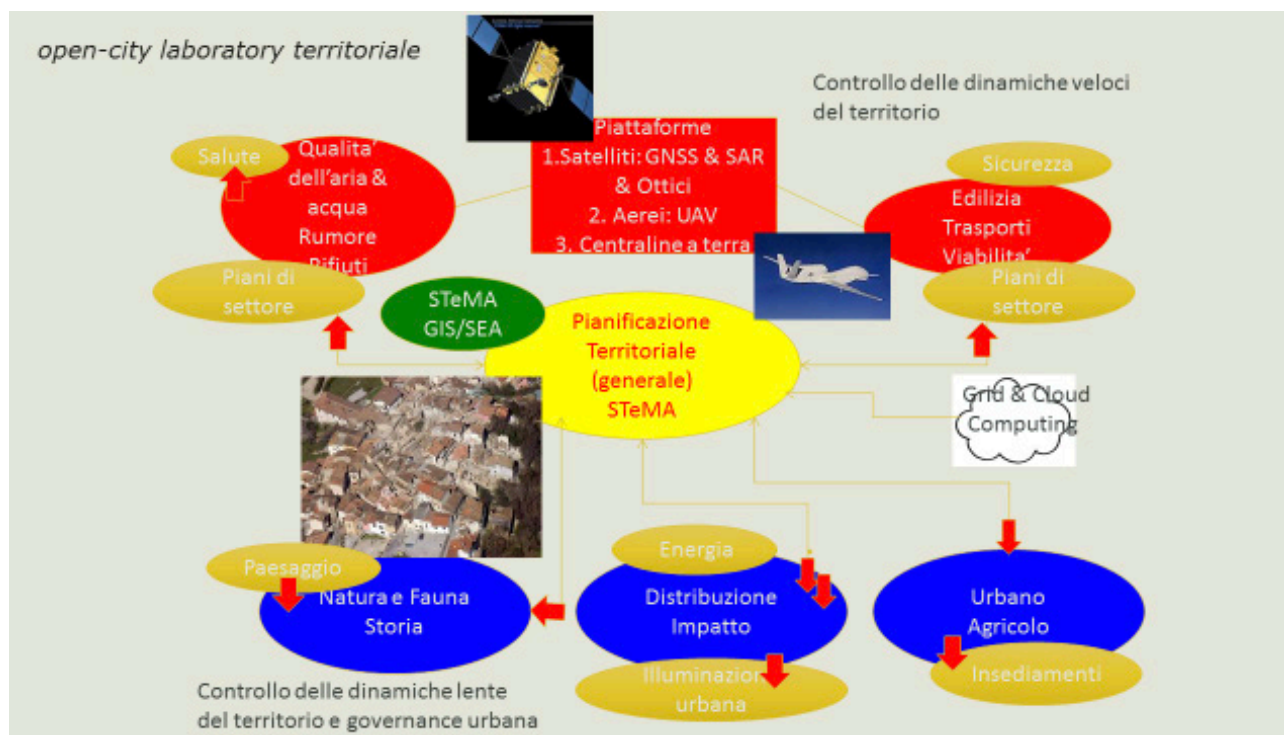 open-city laboratory territoriale
Controllo delle dinamiche veloci
del territorio
Piattaforme
1.Satelliti: GNSS & SAR
& Ottici
2. Aerei: UAV
3. Centraline a terra
Salute
Qualita'
dell'aria &
acqua
Rumore
Rifiuti
Piani di
settore
Sicurezza
Edilizia
Trasporti
Viabilita'
Piani di
settore
STeMA
GIS/SEA
Pianificazione
Territoriale
(generale)
STeMA
Grid & Cloud
Computing
Paesaggio
Natura e Fauna
Storia
Energia
Distribuzione
Impatto
Illuminazion
urbana
Urbano
Agricolo
Insediamenti
Controllo delle dinamiche lente
del territorio e governance urbana